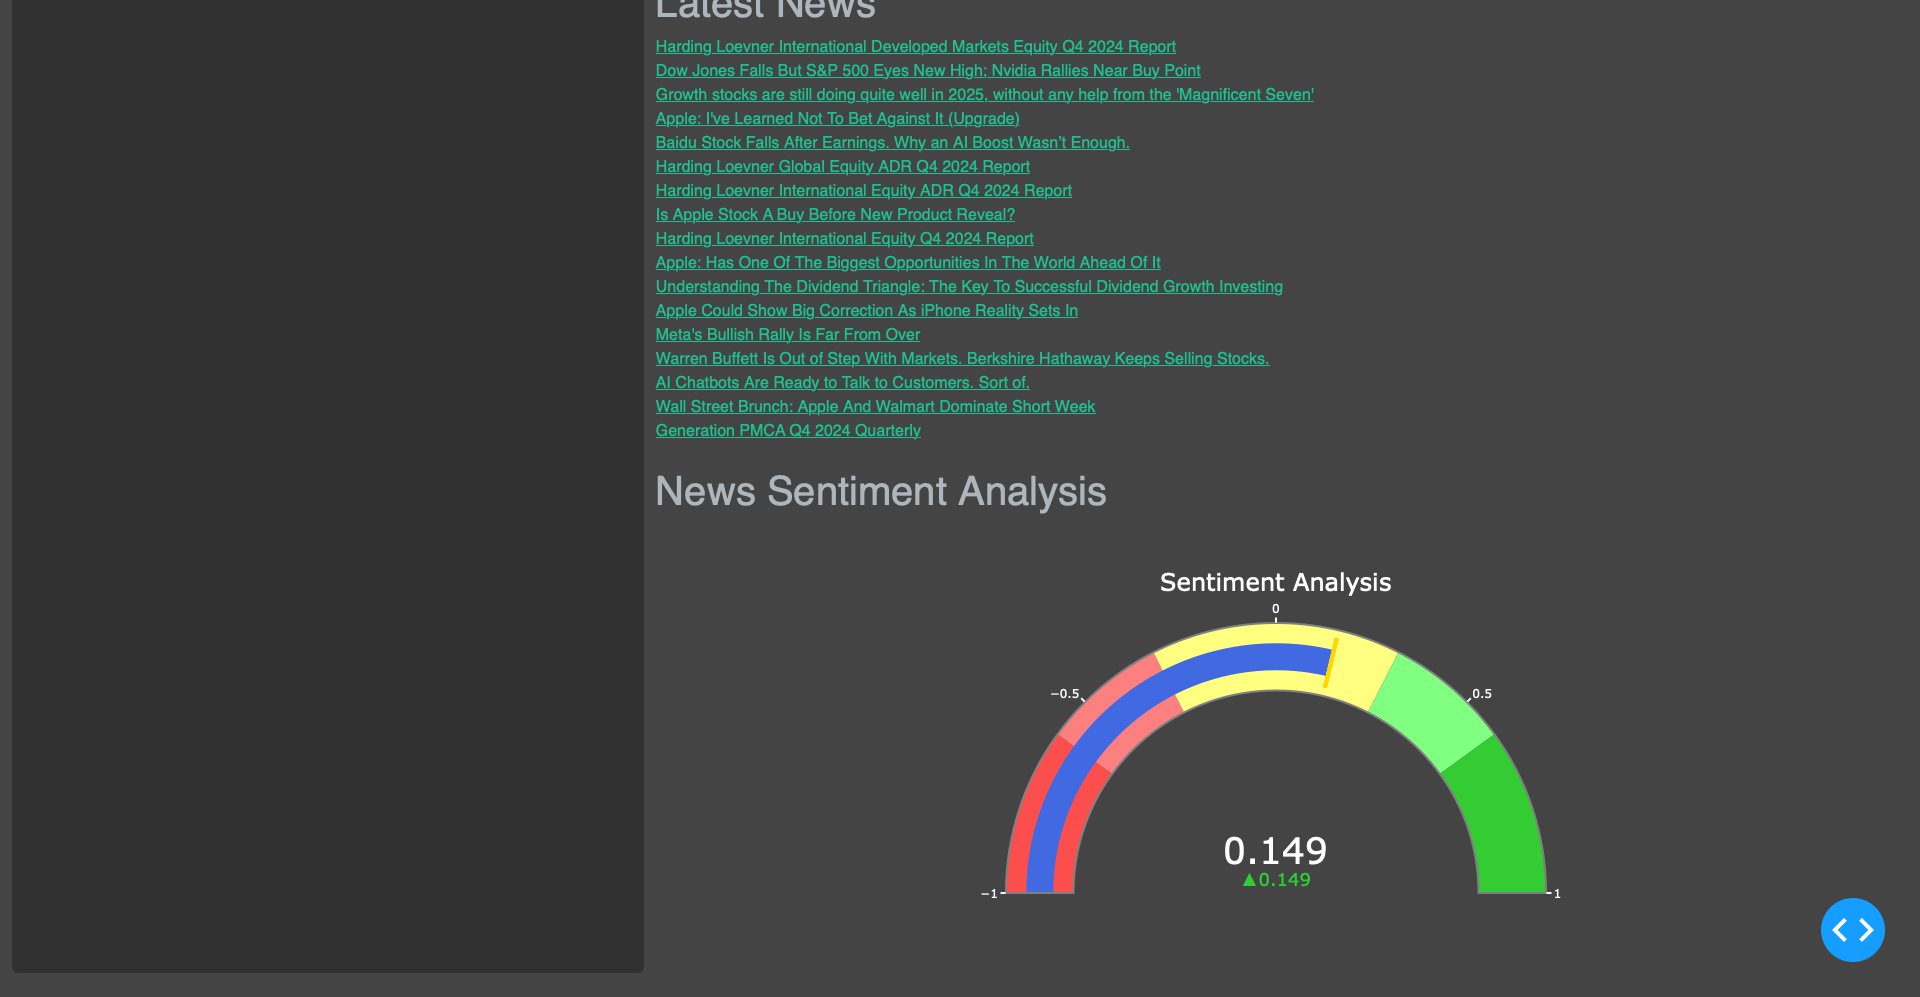 Latest News
Harding Loevner International Developed Markets Equity Q4 2024 Report
Dow Jones Falls But S&P 500 Eyes New High; Nvidia Rallies Near Buy Point
Growth stocks are still doing quite well in 2025, without any help from the 'Magnificent Seven'
Apple: I've Learned Not To Bet Against It (Upgrade)
Baidu Stock Falls After Earnings. Why an AI Boost Wasn’t Enough.
Harding Loevner Global Equity ADR Q4 2024 Report
Harding Loevner International Equity ADR Q4 2024 Report
Is Apple Stock A Buy Before New Product Reveal?
Harding Loevner International Equity Q4 2024 Report
Apple: Has One Of The Biggest Opportunities In The World Ahead Of It
Understanding The Dividend Triangle: The Key To Successful Dividend Growth Investing
Apple Could Show Big Correction As iPhone Reality Sets In
Meta's Bullish Rally Is Far From Over
Warren Buffett Is Out of Step With Markets. Berkshire Hathaway Keeps Selling Stocks.
AI Chatbots Are Ready to Talk to Customers. Sort of.
Wall Street Brunch: Apple And Walmart Dominate Short Week
Generation PMCA Q4 2024 Quarterly
News Sentiment Analysis
Sentiment Analysis
0
−0.5
0.5
0.149
▲0.149
−1
1